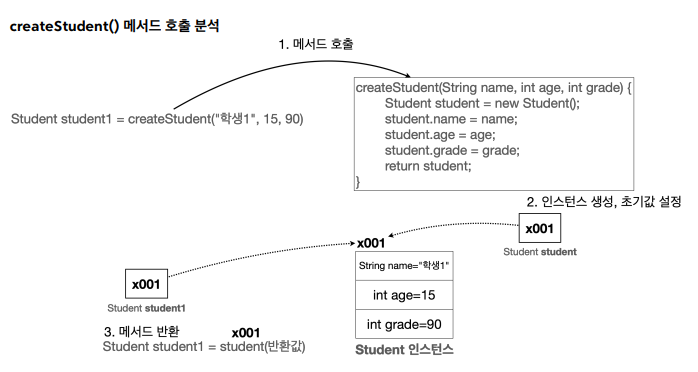 createStudent() 메서드 호출 분석
1. 메서드 호출
Student student1 = createStudent("학생1", 15, 90)
createStudent(String name, int age, int grade) {
Student student = new Student();
student.name = name;
student.age = age;
student.grade = grade;
return student;
}
2. 인스턴스 생성, 초기값 설정
x001
Student student
x001
String name="학생1"
int age=15
int grade=90
Student 인스턴스
x001
Student student1
3. 메서드 반환
x001
Student student1 = student(반환값)